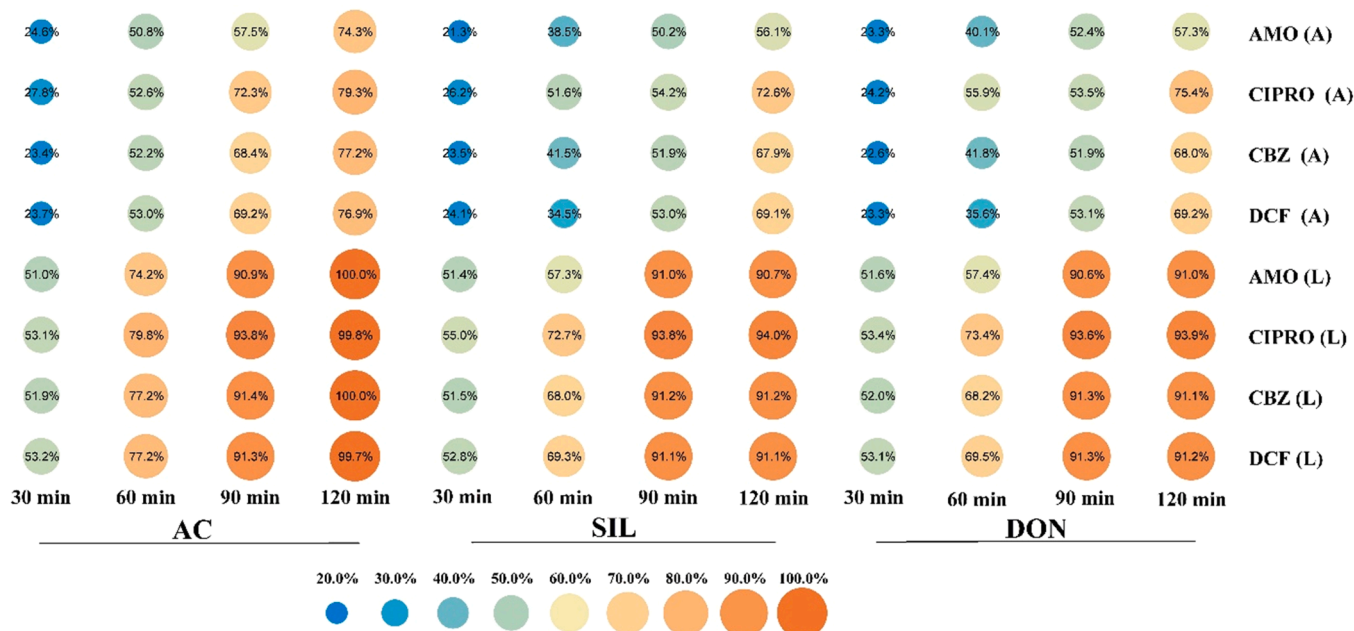 24.6% 50.8% 57.5% 74.3% 21.3% 38.5% 50.2% 56.1% 23.3% 40.1% 52.4% 57.3% AMO (A)
27.8% 52.6% 72.3% 79.3% 26.2% 51.6% 54.2% 72.6% 24.2% 55.9% 53.5% 75.4% CIPRO (A)
23.4% 52.2% 68.4% 77.2% 23.5% 41.5% 51.9% 67.9% 22.6% 41.8% 51.9% 68.0% CBZ (A)
23.7% 53.0% 69.2% 76.9% 24.1% 34.5% 53.0% 69.1% 23.3% 35.6% 53.1% 69.2% DCF (A)
51.0% 74.2% 90.9% 100.0% 51.4% 57.3% 91.0% 90.7% 51.6% 57.4% 90.6% 91.0% AMO (L)
53.1% 79.8% 93.8% 99.8% 55.0% 72.7% 93.8% 94.0% 53.4% 73.4% 93.6% 93.9% CIPRO (L)
51.9% 77.2% 91.4% 100.0% 51.5% 68.0% 91.2% 91.2% 52.0% 68.2% 91.3% 91.1% CBZ (L)
53.2% 77.2% 91.3% 99.7% 52.8% 69.3% 91.1% 91.1% 53.1% 69.5% 91.3% 91.2% DCF (L)
30 min 60 min 90 min 120 min 30 min 60 min 90 min 120 min 30 min 60 min 90 min 120 min
AC SIL DON
20.0% 30.0% 40.0% 50.0% 60.0% 70.0% 80.0% 90.0% 100.0%